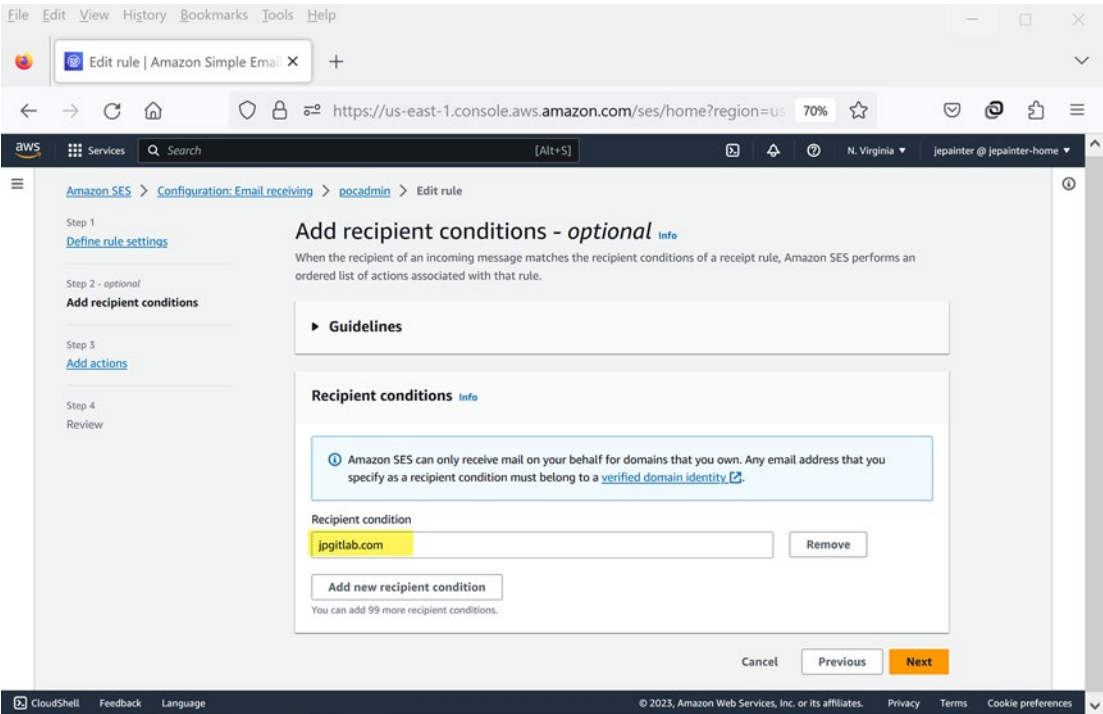 File Edit View History Bookmarks Tools Help
Edit rule | Amazon Simple Emai
https://us-east-1.console.aws.amazon.com/ses/home?region=us 70%
aws Services Search [Alt+S] N. Virginia jepainter @ jepainter-home
Amazon SES > Configuration: Email receiving > pocadmin > Edit rule
Step 1
Define rule settings
Step 2 - optional
Add recipient conditions
Step 3
Add actions
Step 4
Review
Add recipient conditions - optional Info
When the recipient of an incoming message matches the recipient conditions of a receipt rule, Amazon SES performs an
ordered list of actions associated with that rule.
Guidelines
Recipient conditions Info
Amazon SES can only receive mail on your behalf for domains that you own. Any email address that you
specify as a recipient condition must belong to a verified domain identity.
Recipient condition
jpgitlab.com Remove
Add new recipient condition
You can add 99 more recipient conditions.
Cancel Previous Next
CloudShell Feedback Language © 2023, Amazon Web Services, Inc. or its affiliates. Privacy Terms Cookie preferences